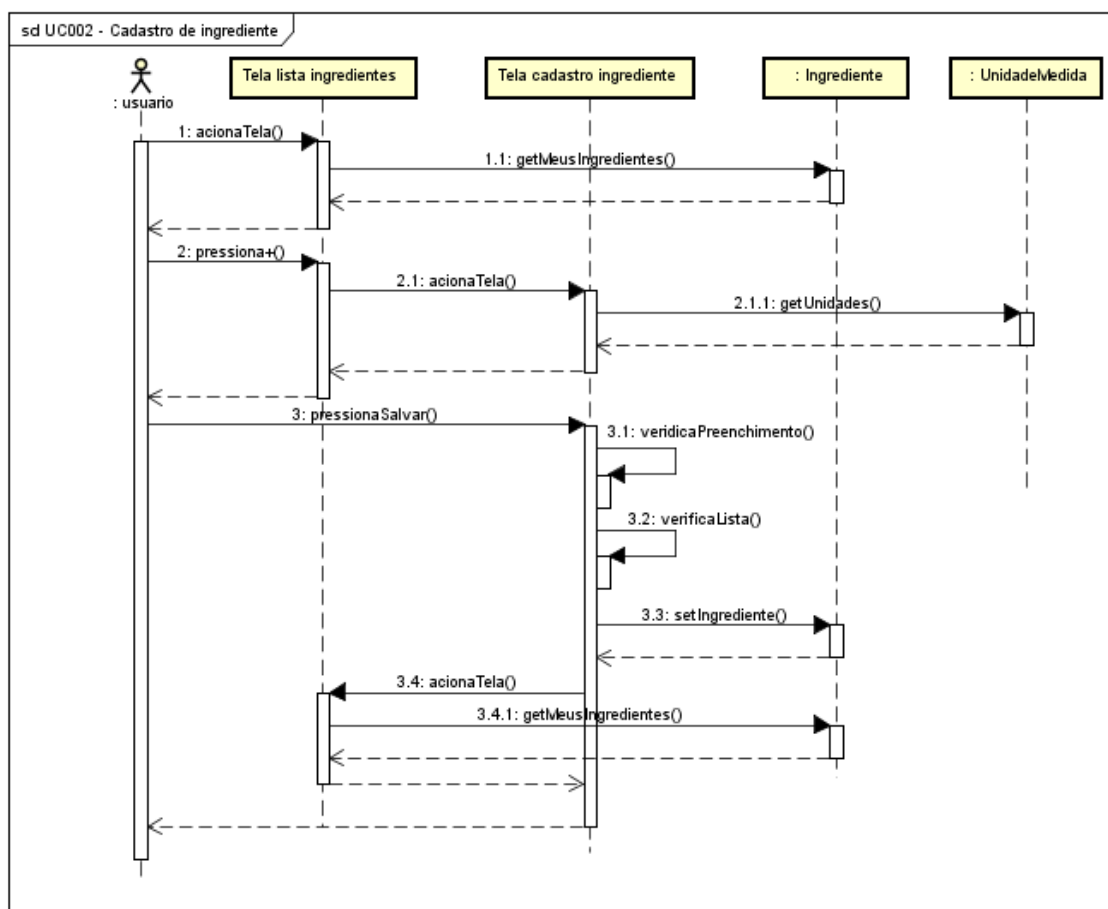 sd UC002 - Cadastro de ingrediente
Tela lista ingredientes
Tela cadastro ingrediente
: Ingrediente
: UnidadeMedida
: usuario
1: acionaTela()
1.1: getMeusIngredientes()
2: pressiona+()
2.1: acionaTela()
2.1.1: getUnidades()
3: pressionaSalvar()
3.1: veridicaPreenchimento()
3.2: verificaLista()
3.3: setIngrediente()
3.4: acionaTela()
3.4.1: getMeusIngredientes()